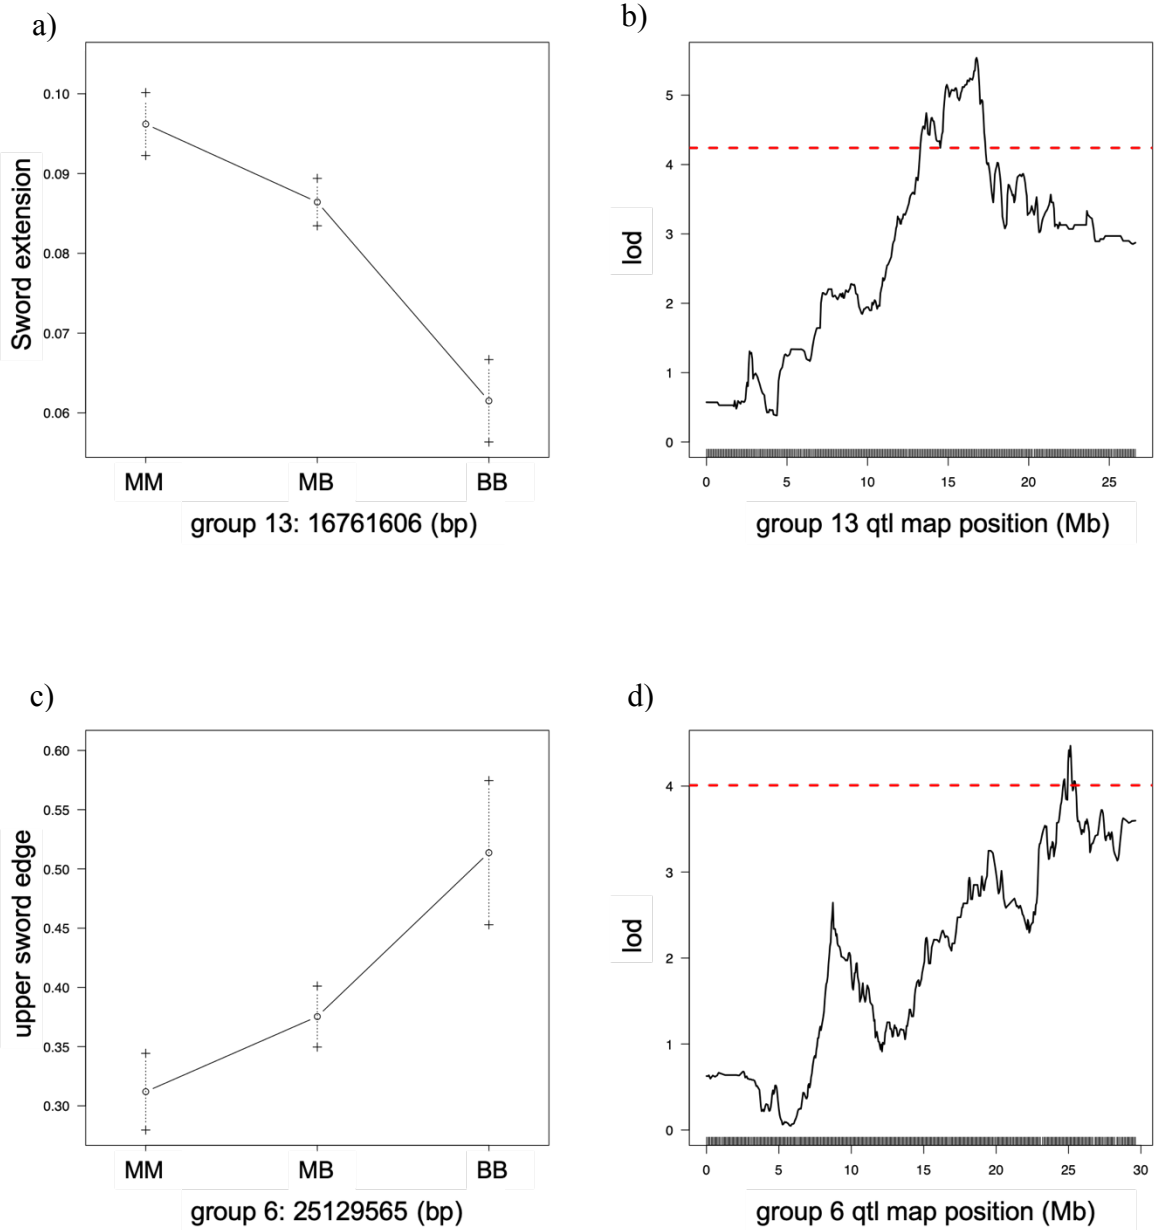 a)
0.10
0.09
0.08
0.07
0.06
Sword extension
MM MB BB
group 13: 16761606 (bp)
b)
5
4
3
2
1
0
lod
0 5 10 15 20 25
group 13 qtl map position (Mb)
c)
0.60
0.55
0.50
0.45
0.40
0.35
0.30
upper sword edge
MM MB BB
group 6: 25129565 (bp)
d)
4
3
2
1
0
lod
0 5 10 15 20 25 30
group 6 qtl map position (Mb)